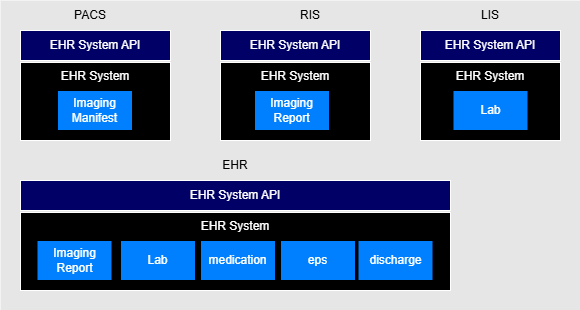 PACS
RIS
LIS
EHR System API
EHR System API
EHR System API
EHR System
EHR System
EHR System
Imaging
Manifest
Imaging
Report
Lab
EHR
EHR System API
EHR System
Imaging
Report
Lab
medication
eps
discharge